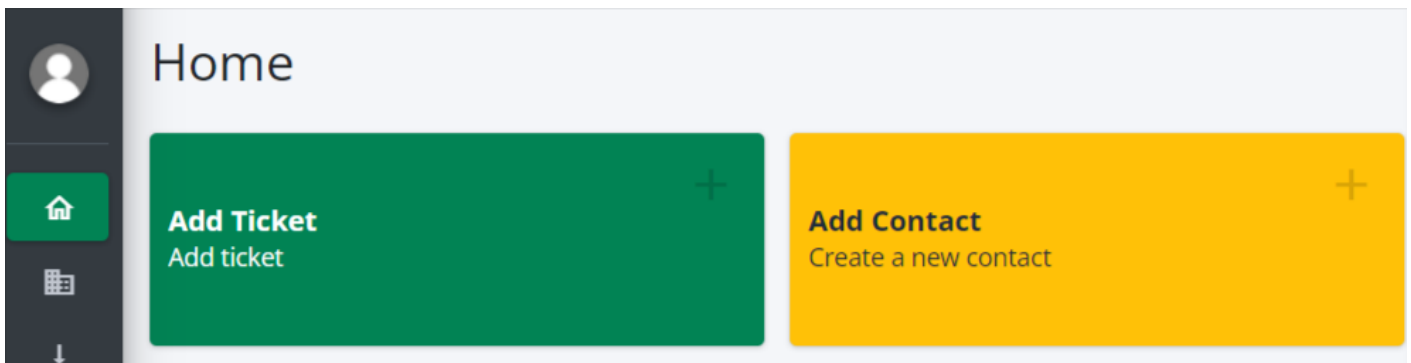 Home
Add Ticket
Add ticket
Add Contact
Create a new contact